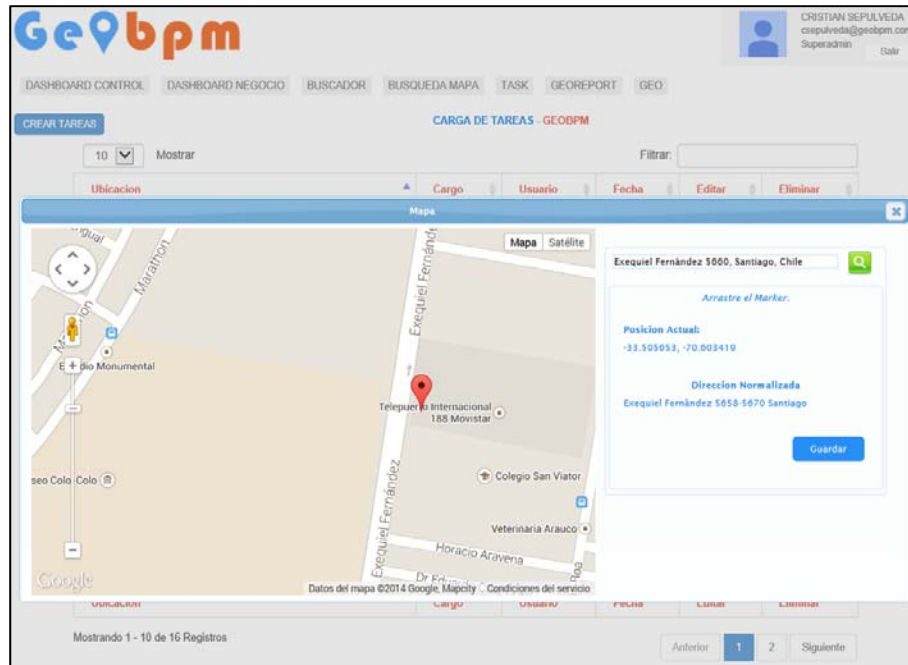 Geobpm
CRISTIAN SEPULVEDA
csepulveda@geobpm.com
Superadmin
Salir
DASHBOARD CONTROL DASHBOARD NEGOCIO BUSCADOR BUSQUEDA MAPA TASK GEOREPORT GEO
CREAR TAREAS
CARGA DE TAREAS - GEOBPM
10 Mostrar
Filtrar:
Ubicacion Cargo Usuario Fecha Editar Eliminar
Mapa
Mapa Satélite
Marathon
Marathon
Exequiel Fernández
Estadio Monumental
Telepuerto Internacional
188 Movistar
Colegio San Viator
Colo-Colo
Veterinaria Arauco
Exequiel Fernández
Horacio Aravena
Google
Datos del mapa ©2014 Google, Mapcity Condiciones del servicio
Exequiel Fernández 5660, Santiago, Chile
Arrastre el Marker.
Posicion Actual:
-33.505653, -70.603419
Direccion Normalizada
Exequiel Fernández 5658-5670 Santiago
Guardar
Ubicacion Cargo Usuario Fecha Editar Eliminar
Mostrando 1 - 10 de 16 Registros
Anterior 1 2 Siguiente